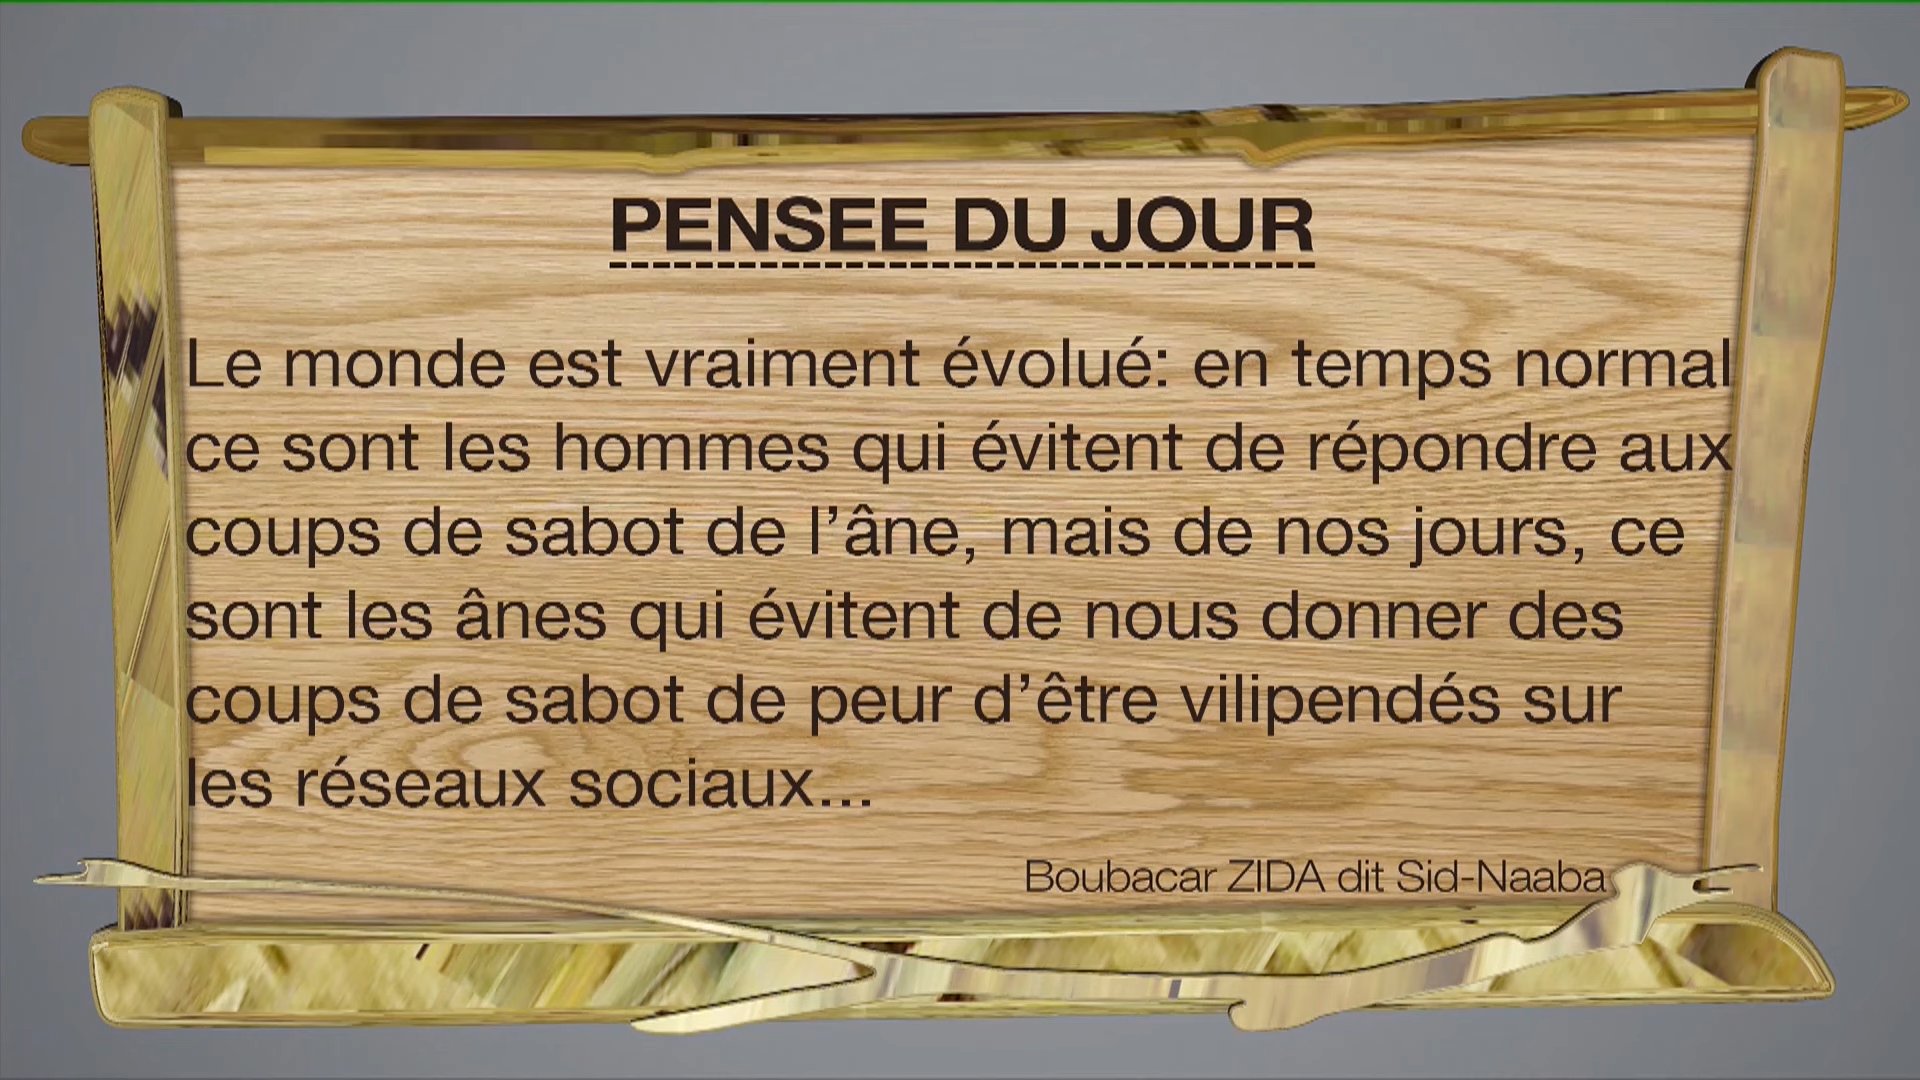 PENSEE DU JOUR
Le monde est vraiment évolué: en temps normal
ce sont les hommes qui évitent de répondre aux
coups de sabot de l’âne, mais de nos jours, ce
sont les ânes qui évitent de nous donner des
coups de sabot de peur d’être vilipendés sur
les réseaux sociaux...
Boubacar ZIDA dit Sid-Naaba